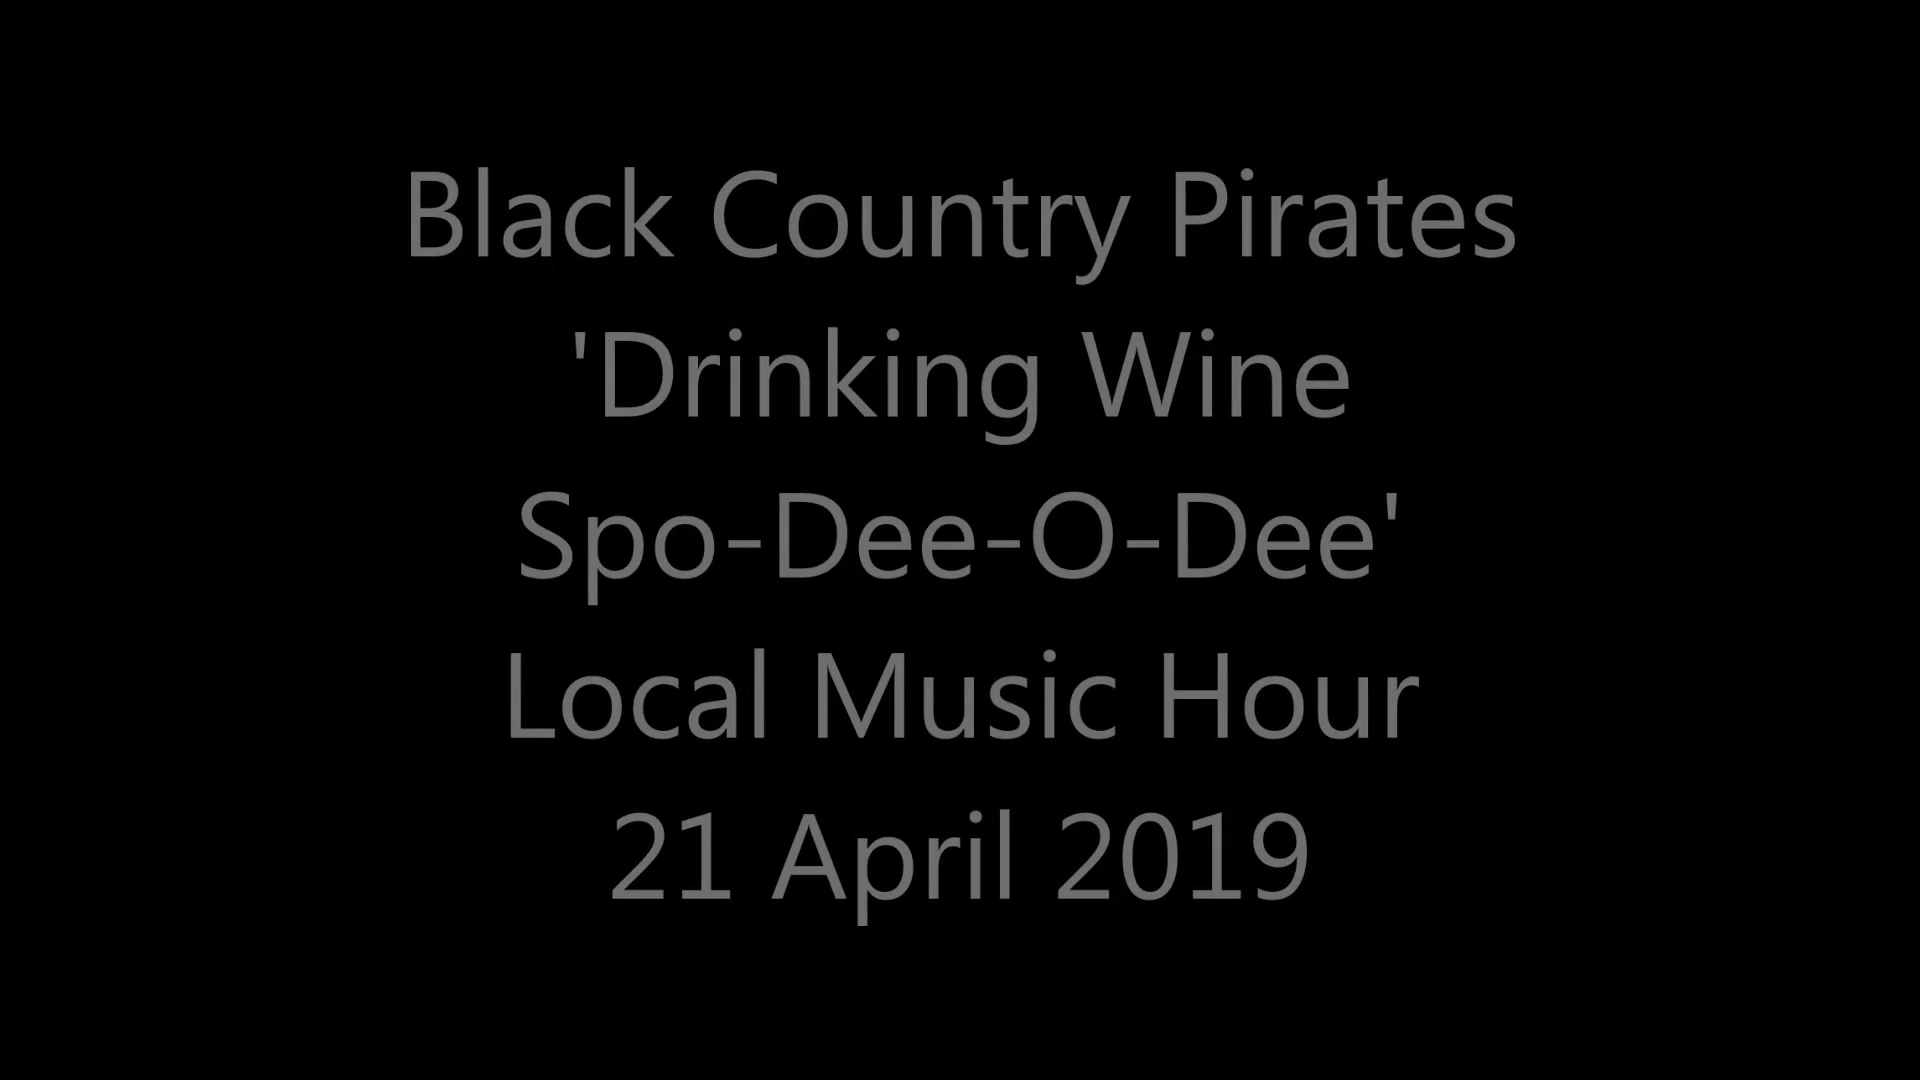 Black Country Pirates
'Drinking Wine
Spo-Dee-O-Dee'
Local Music Hour
21 April 2019